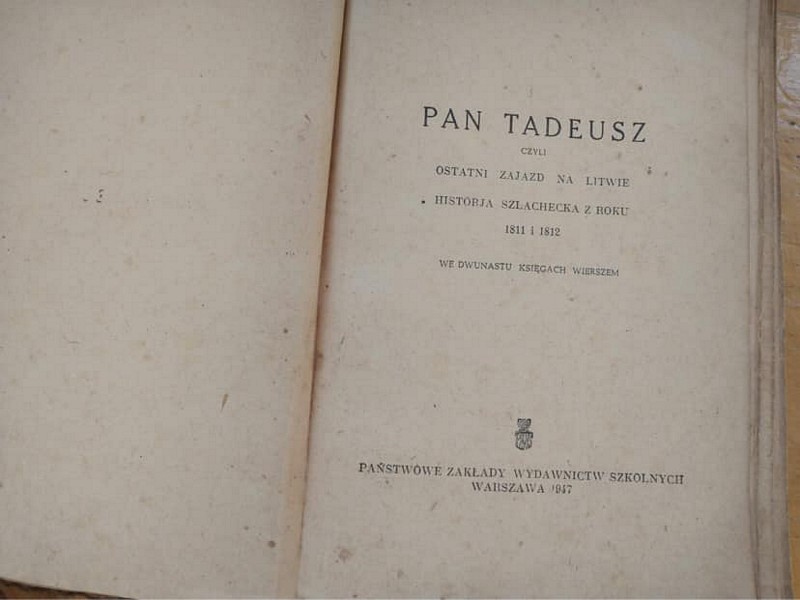 PAN TADEUSZ
CZYLI
OSTATNI ZAJAZD NA LITWIE
HISTORJA SZLACHECKA Z ROKU
1811 i 1812
WE DWUNASTU KSIĘGACH WIERSZEM
PAŃSTWOWE ZAKŁADY WYDAWNICTW SZKOLNYCH
WARSZAWA 1947